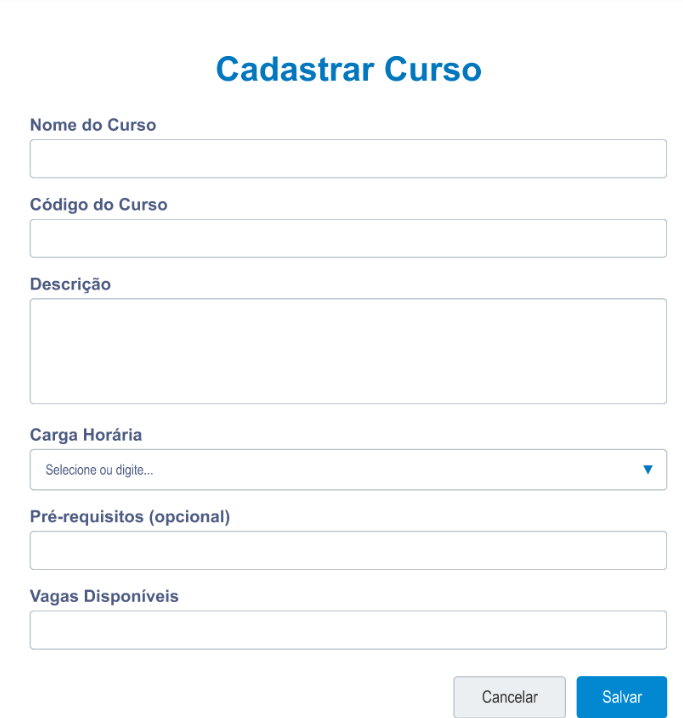 Cadastrar Curso
Nome do Curso
Código do Curso
Descrição
Carga Horária
Selecione ou digite...
Pré-requisitos (opcional)
Vagas Disponíveis
Cancelar
Salvar